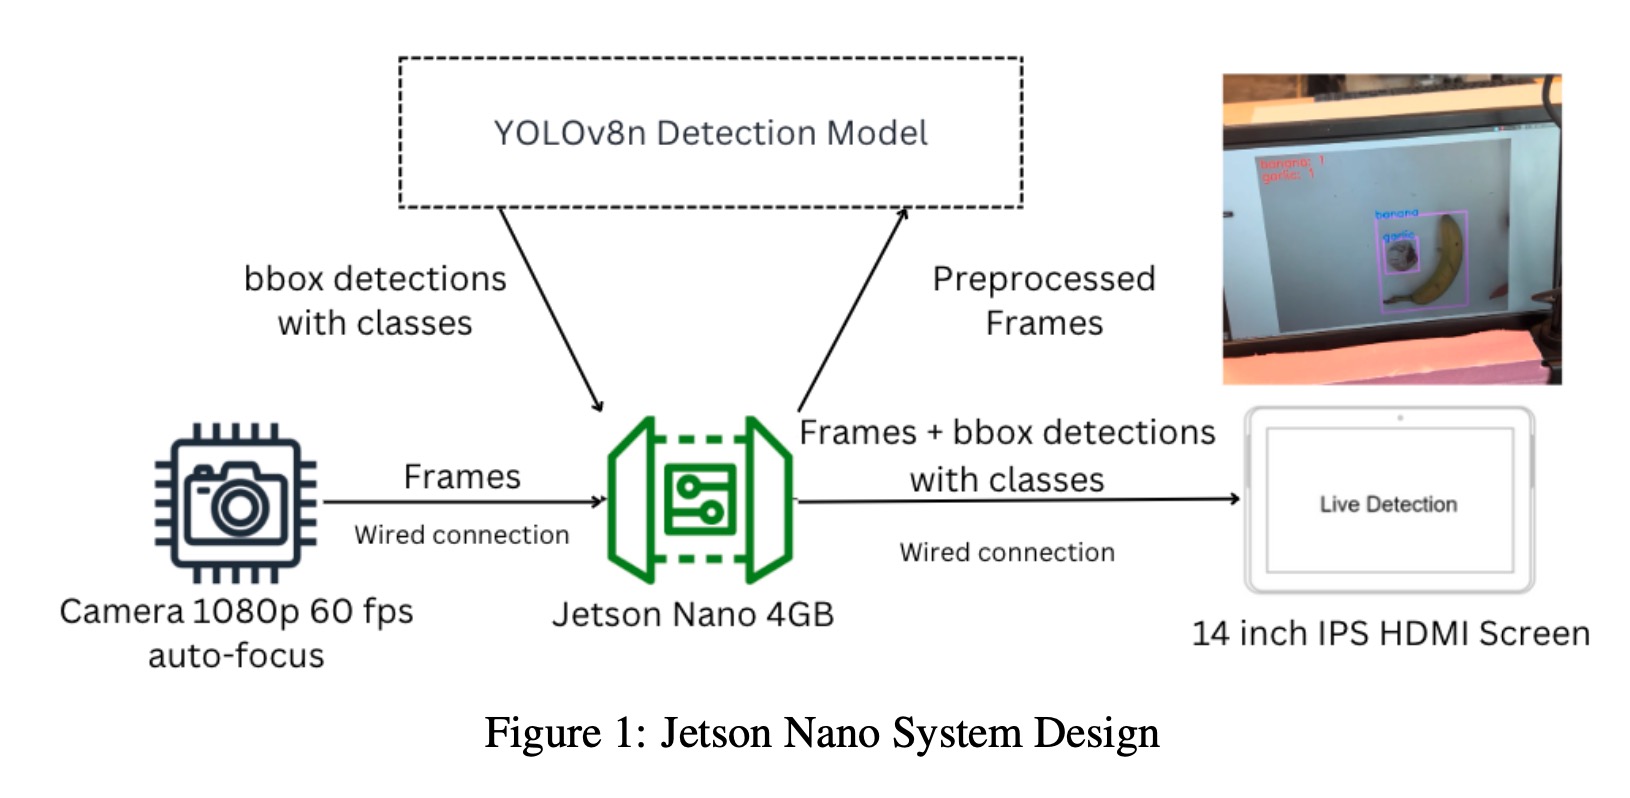 YOLOv8n Detection Model
banana: 1
garlic: 1
banana
garlic
bbox detections
with classes
Preprocessed
Frames
Frames + bbox detections
with classes
Frames
Wired connection
Wired connection
Live Detection
Camera 1080p 60 fps
auto-focus
Jetson Nano 4GB
14 inch IPS HDMI Screen
Figure 1: Jetson Nano System Design